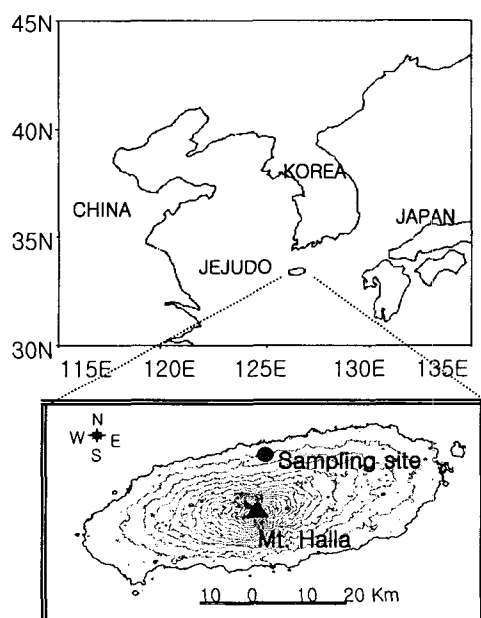 45N
40N
KOREA
CHINA
JAPAN
35N
JEJUDO
30N
115E 120E 125E 130E 135E
N
W E
S
Sampling site
Mt. Halla
10 0 10 20 Km